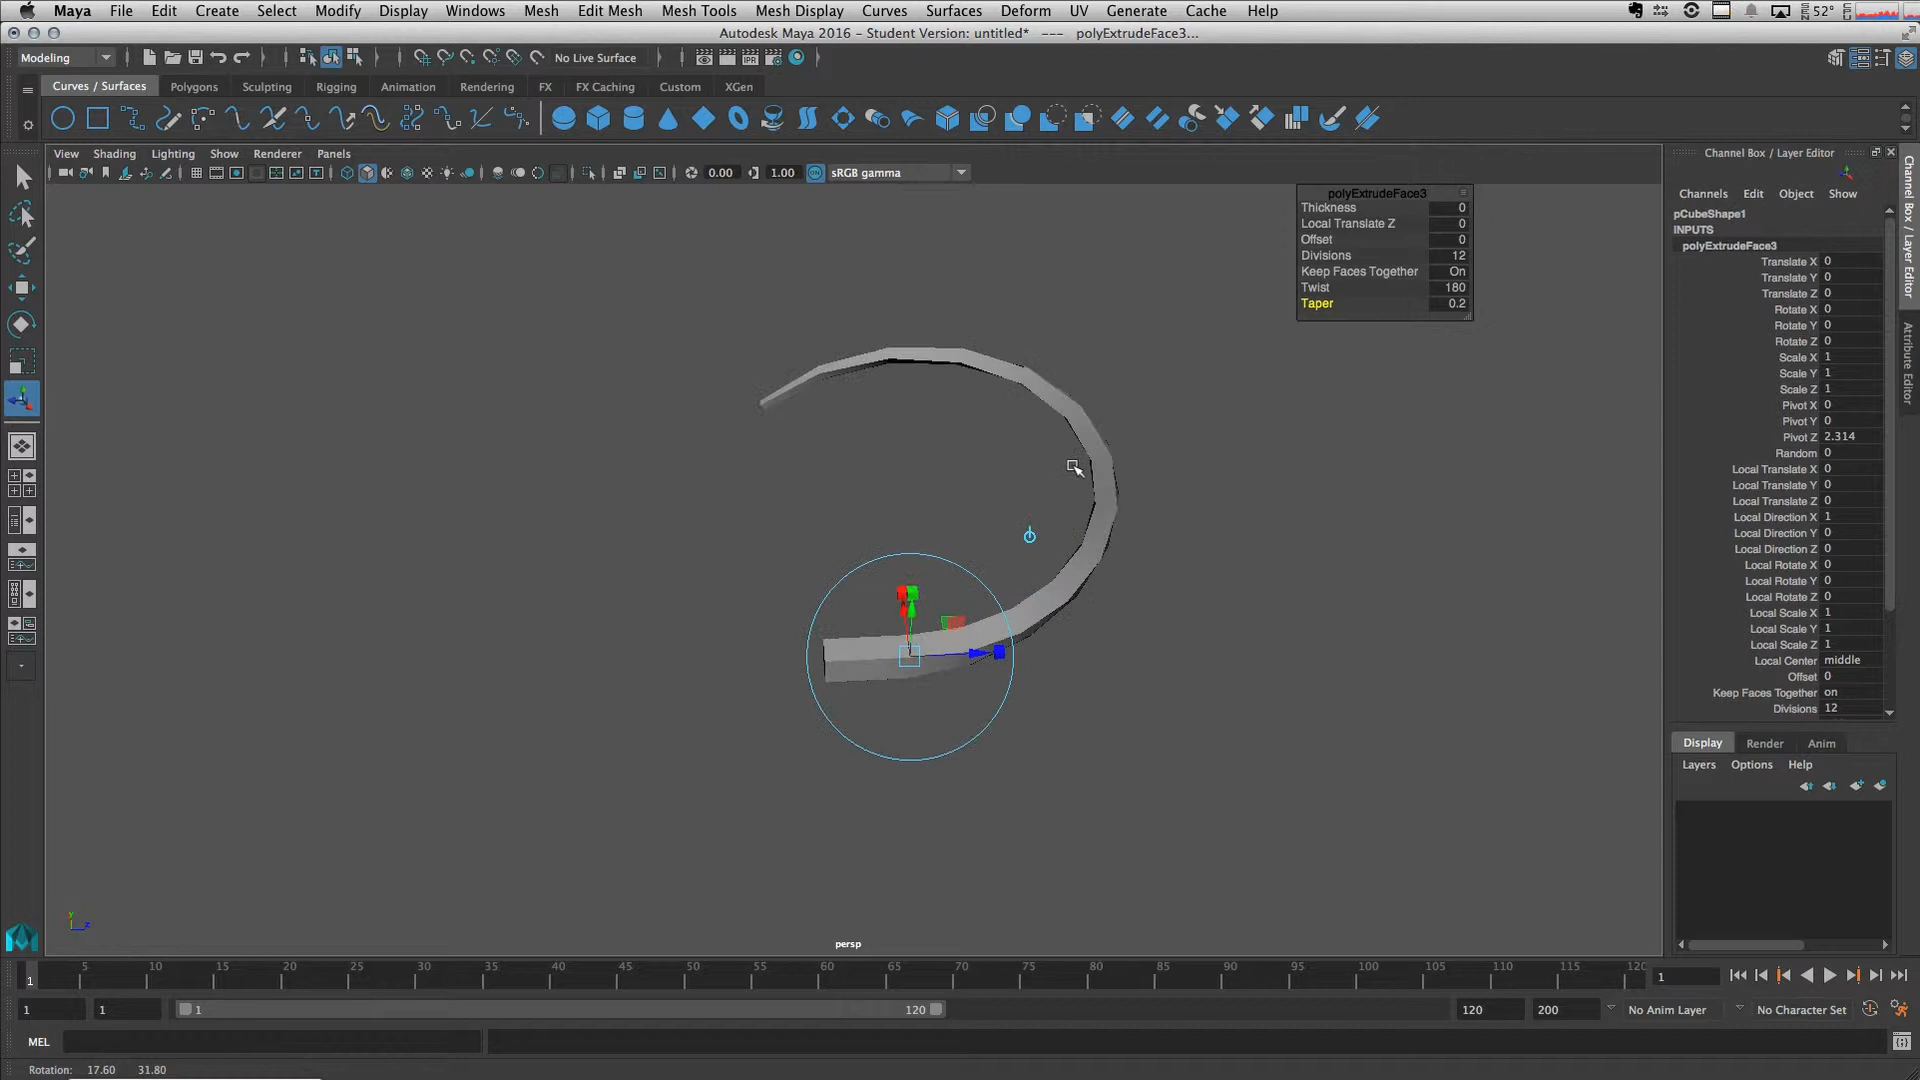 Maya File Edit Create Select Modify Display Windows Mesh Edit Mesh Mesh Tools Mesh Display Curves Surfaces Deform UV Generate Cache Help 52°
Autodesk Maya 2016 - Student Version: untitled* --- polyExtrudeFace3...
Modeling No Live Surface IPR
Curves / Surfaces Polygons Sculpting Rigging Animation Rendering FX FX Caching Custom XGen
View Shading Lighting Show Renderer Panels
0.00 1.00 ON sRGB gamma
polyExtrudeFace3
Thickness 0
Local Translate Z 0
Offset 0
Divisions 12
Keep Faces Together On
Twist 180
Taper 0.2
persp
y
z
Channel Box / Layer Editor
Channels Edit Object Show
pCubeShape1
INPUTS
polyExtrudeFace3
Translate X 0
Translate Y 0
Translate Z 0
Rotate X 0
Rotate Y 0
Rotate Z 0
Scale X 1
Scale Y 1
Scale Z 1
Pivot X 0
Pivot Y 0
Pivot Z 2.314
Random 0
Local Translate X 0
Local Translate Y 0
Local Translate Z 0
Local Direction X 1
Local Direction Y 0
Local Direction Z 0
Local Rotate X 0
Local Rotate Y 0
Local Rotate Z 0
Local Scale X 1
Local Scale Y 1
Local Scale Z 1
Local Center middle
Offset 0
Keep Faces Together on
Divisions 12
Display Render Anim
Layers Options Help
Channel Box / Layer Editor
Attribute Editor
1 5 10 15 20 25 30 35 40 45 50 55 60 65 70 75 80 85 90 95 100 105 110 115 120 1
1 1 1 120 120 200 No Anim Layer No Character Set
MEL
Rotation: 17.60 31.80